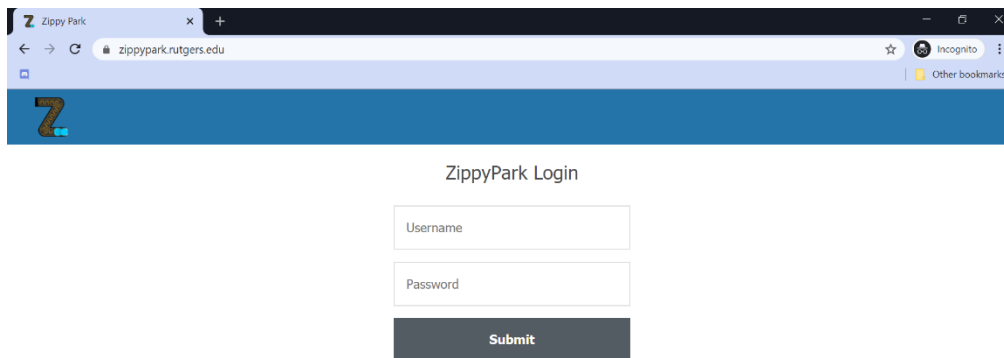 Zippy Park
zippypark.rutgers.edu
Incognito
Other bookmarks
Z
ZippyPark Login
Username
Password
Submit